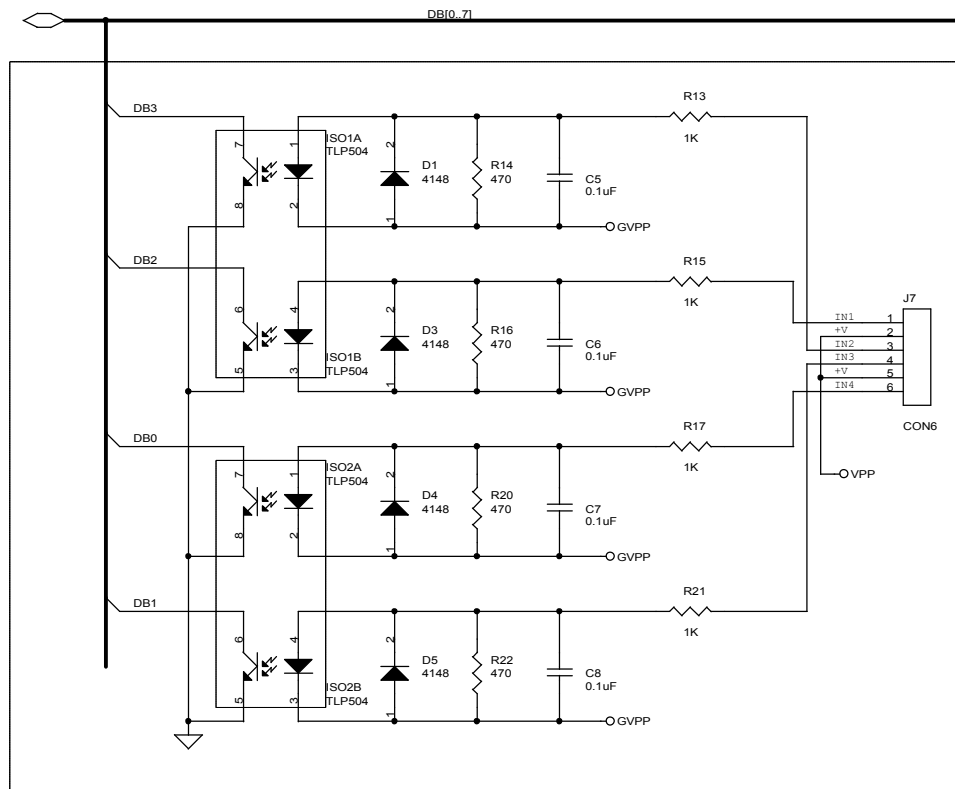 DB[0..7]
R13
DB3
1K
ISO1A
TLP504
7
1
2
D1
4148
R14
470
C5
0.1uF
8
2
1
GVPP
DB2
R15
1K
J7
6
4
2
D3
4148
R16
470
C6
0.1uF
IN1 1
+V 2
IN2 3
IN3 4
+V 5
IN4 6
ISO1B
TLP504
5
3
1
GVPP
CON6
DB0
R17
1K
ISO2A
TLP504
VPP
7
1
2
D4
4148
R20
470
C7
0.1uF
8
2
1
GVPP
DB1
R21
1K
6
4
2
D5
4148
R22
470
C8
0.1uF
ISO2B
TLP504
5
3
1
GVPP